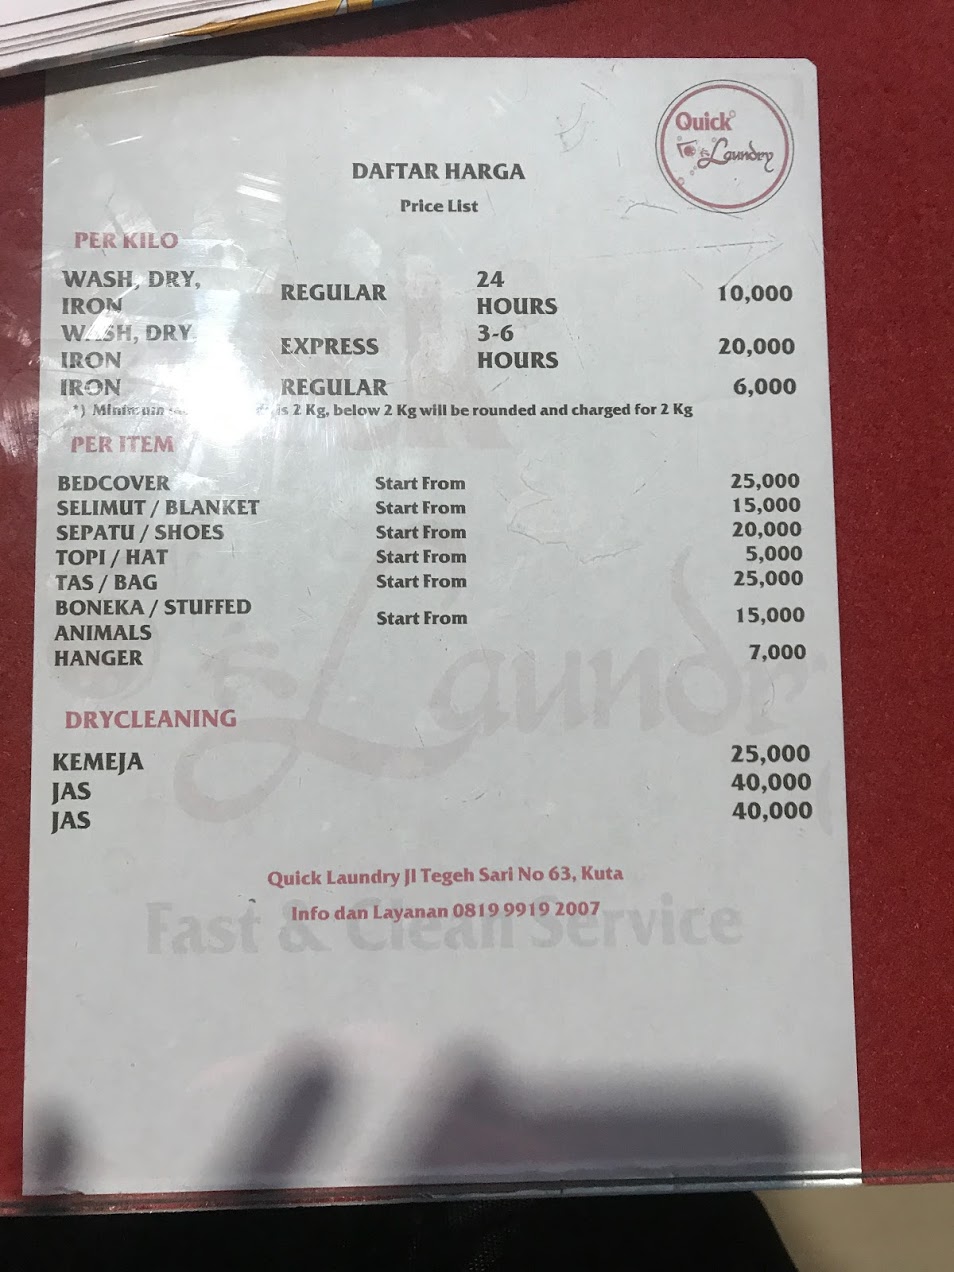 Quick
Laundry
DAFTAR HARGA
Price List
PER KILO
WASH, DRY, IRON REGULAR 24 HOURS 10,000
WASH, DRY IRON EXPRESS 3-6 HOURS 20,000
IRON REGULAR 6,000
*) Minimum is 2 Kg, below 2 Kg will be rounded and charged for 2 Kg
PER ITEM
BEDCOVER Start From 25,000
SELIMUT / BLANKET Start From 15,000
SEPATU / SHOES Start From 20,000
TOPI / HAT Start From 5,000
TAS / BAG Start From 25,000
BONEKA / STUFFED ANIMALS Start From 15,000
HANGER 7,000
Laundry
DRYCLEANING
KEMEJA 25,000
JAS 40,000
JAS 40,000
Quick Laundry Jl Tegeh Sari No 63, Kuta
Info dan Layanan 0819 9919 2007
Fast & Clean Service